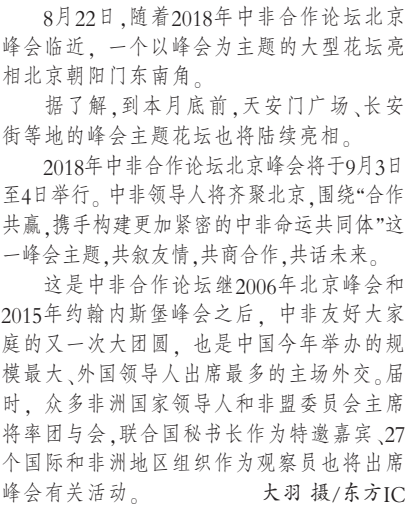 8月22日,随着2018年中非合作论坛北京
峰会临近，一个以峰会为主题的大型花坛亮
相北京朝阳门东南角。
据了解,到本月底前,天安门广场、长安
街等地的峰会主题花坛也将陆续亮相。
2018年中非合作论坛北京峰会将于9月3日
至4日举行。中非领导人将齐聚北京,围绕“合作
共赢,携手构建更加紧密的中非命运共同体”这
一峰会主题,共叙友情,共商合作,共话未来。
这是中非合作论坛继2006年北京峰会和
2015年约翰内斯堡峰会之后，中非友好大家
庭的又一次大团圆，也是中国今年举办的规
模最大、外国领导人出席最多的主场外交。届
时，众多非洲国家领导人和非盟委员会主席
将率团与会,联合国秘书长作为特邀嘉宾、27
个国际和非洲地区组织作为观察员也将出席
峰会有关活动。 大羽 摄/东方IC